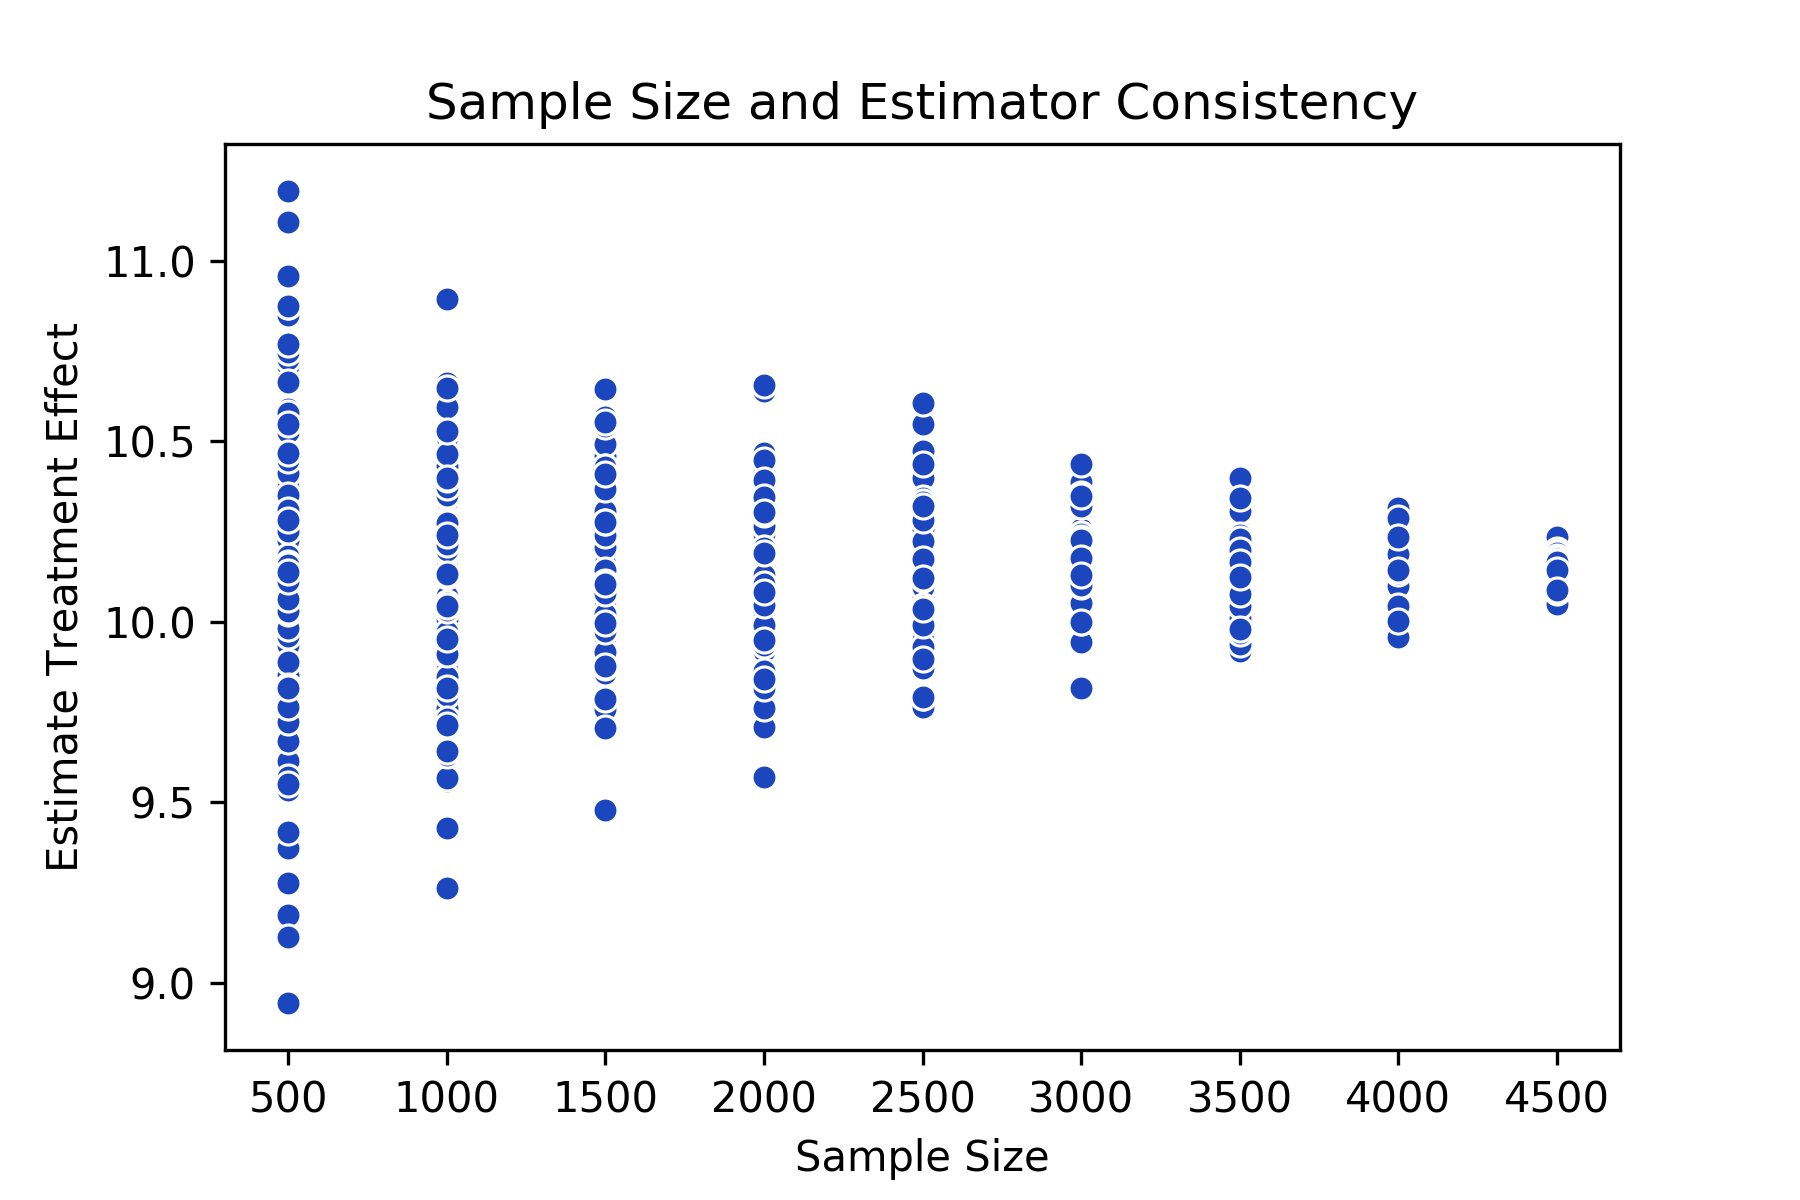 Sample Size and Estimator Consistency
Estimate Treatment Effect
11.0
10.5
10.0
9.5
9.0
500 1000 1500 2000 2500 3000 3500 4000 4500
Sample Size